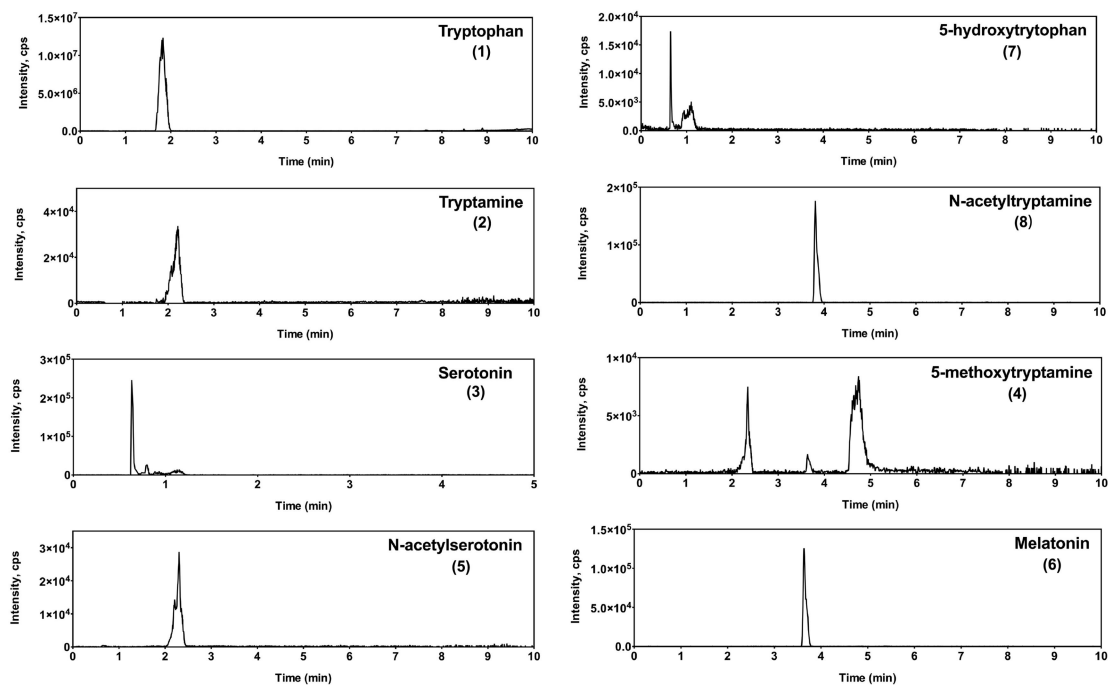 Tryptophan
(1)
Intensity, cps
1.5×10⁷
1.0×10⁷
5.0×10⁶
0.0
0 1 2 3 4 5 6 7 8 9 10
Time (min)
5-hydroxytrytophan
(7)
Intensity, cps
2.0×10⁴
1.5×10⁴
1.0×10⁴
5.0×10³
0.0
0 1 2 3 4 5 6 7 8 9 10
Time (min)
Tryptamine
(2)
Intensity, cps
4×10⁴
2×10⁴
0
0 1 2 3 4 5 6 7 8 9 10
Time (min)
N-acetyltryptamine
(8)
Intensity, cps
2×10⁵
1×10⁵
0
0 1 2 3 4 5 6 7 8 9 10
Time (min)
Serotonin
(3)
Intensity, cps
3×10⁵
2×10⁵
1×10⁵
0
0 1 2 3 3 5
Time (min)
5-methoxytryptamine
(4)
Intensity, cps
1×10⁴
5×10³
0
0 1 2 3 4 5 6 7 8 9 10
Time (min)
N-acetylserotonin
(5)
Intensity, cps
3×10⁴
2×10⁴
1×10⁴
0
0 1 2 3 4 5 6 7 8 9 10
Time (min)
Melatonin
(6)
Intensity, cps
1.5×10⁵
1.0×10⁵
5.0×10⁴
0.0
0 1 2 3 4 5 6 7 8 9 10
Time (min)